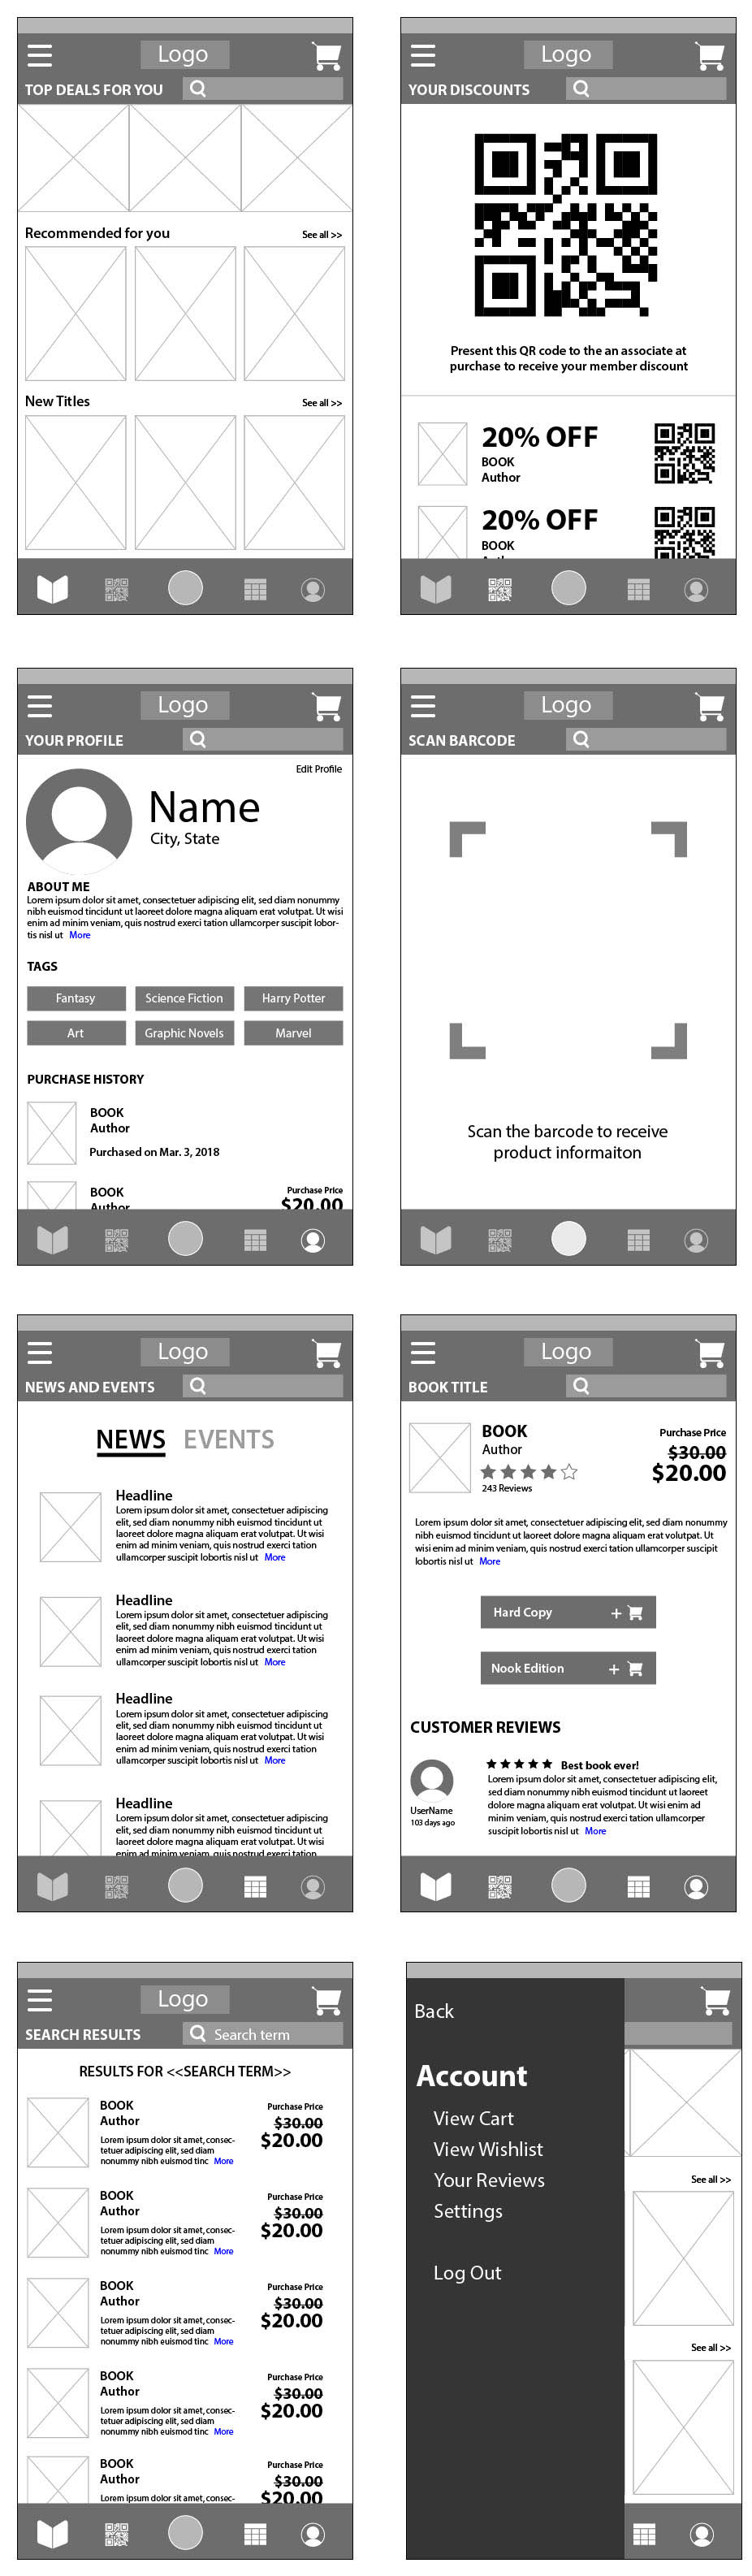 Logo
TOP DEALS FOR YOU
Recommended for you
See all >>
New Titles
See all >>
Logo
YOUR DISCOUNTS
Present this QR code to the an associate at
purchase to receive your member discount
20% OFF
BOOK
Author
20% OFF
BOOK
Logo
YOUR PROFILE
Edit Profile
Name
City, State
ABOUT ME
Lorem ipsum dolor sit amet, consectetuer adipiscing elit, sed diam nonummy
nibh euismod tincidunt ut laoreet dolore magna aliquam erat volutpat. Ut wisi
enim ad minim veniam, quis nostrud exerci tation ullamcorper suscipit lobor-
tis nisl ut More
TAGS
Fantasy
Science Fiction
Harry Potter
Art
Graphic Novels
Marvel
PURCHASE HISTORY
BOOK
Author
Purchased on Mar. 3, 2018
BOOK
Author
Purchase Price
$20.00
Logo
SCAN BARCODE
Scan the barcode to receive
product informaiton
Logo
NEWS AND EVENTS
NEWS EVENTS
Headline
Lorem ipsum dolor sit amet, consectetuer adipiscing
elit, sed diam nonummy nibh euismod tincidunt ut
laoreet dolore magna aliquam erat volutpat. Ut wisi
enim ad minim veniam, quis nostrud exerci tation
ullamcorper suscipit lobortis nisl ut More
Headline
Lorem ipsum dolor sit amet, consectetuer adipiscing
elit, sed diam nonummy nibh euismod tincidunt ut
laoreet dolore magna aliquam erat volutpat. Ut wisi
enim ad minim veniam, quis nostrud exerci tation
ullamcorper suscipit lobortis nisl ut More
Headline
Lorem ipsum dolor sit amet, consectetuer adipiscing
elit, sed diam nonummy nibh euismod tincidunt ut
laoreet dolore magna aliquam erat volutpat. Ut wisi
enim ad minim veniam, quis nostrud exerci tation
ullamcorper suscipit lobortis nisl ut More
Headline
Lorem ipsum dolor sit amet, consectetuer adipiscing
elit, sed diam nonummy nibh euismod tincidunt ut
laoreet dolore magna aliquam erat volutpat. Ut wisi
enim ad minim veniam, quis nostrud exerci tation
Logo
BOOK TITLE
BOOK
Author
243 Reviews
Purchase Price
$30.00
$20.00
Lorem ipsum dolor sit amet, consectetuer adipiscing elit, sed diam nonummy
nibh euismod tincidunt ut laoreet dolore magna aliquam erat volutpat. Ut
wisi enim ad minim veniam, quis nostrud exerci tation ullamcorper suscipit
lobortis nisl ut More
Hard Copy +
Nook Edition +
CUSTOMER REVIEWS
UserName
103 days ago
Best book ever!
Lorem ipsum dolor sit amet, consectetuer adipiscing elit,
sed diam nonummy nibh euismod tincidunt ut laoreet
dolore magna aliquam erat volutpat. Ut wisi enim ad
minim veniam, quis nostrud exerci tation ullamcorper
suscipit lobortis nisl ut More
Logo
SEARCH RESULTS
Search term
RESULTS FOR <<SEARCH TERM>>
BOOK
Author
Lorem ipsum dolor sit amet, consec-
tetuer adipiscing elit, sed diam
nonummy nibh euismod tinc More
Purchase Price
$30.00
$20.00
BOOK
Author
Lorem ipsum dolor sit amet, consec-
tetuer adipiscing elit, sed diam
nonummy nibh euismod tinc More
Purchase Price
$30.00
$20.00
BOOK
Author
Lorem ipsum dolor sit amet, consec-
tetuer adipiscing elit, sed diam
nonummy nibh euismod tinc More
Purchase Price
$30.00
$20.00
BOOK
Author
Lorem ipsum dolor sit amet, consec-
tetuer adipiscing elit, sed diam
nonummy nibh euismod tinc More
Purchase Price
$30.00
$20.00
BOOK
Author
Lorem ipsum dolor sit amet, consec-
Purchase Price
$30.00
$20.00
Back
Account
View Cart
View Wishlist
Your Reviews
Settings
Log Out
See all >>
See all >>